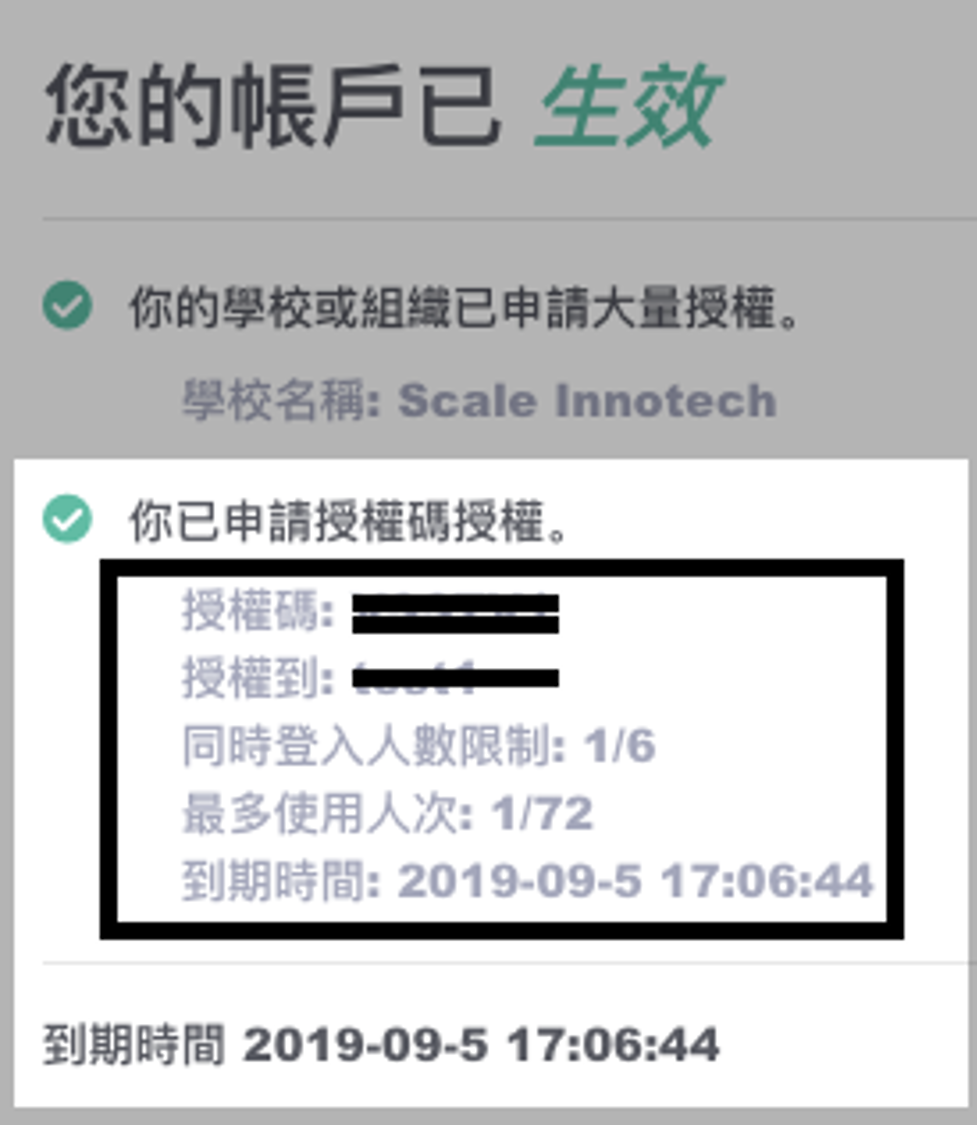 您的帳戶已 生效
你的學校或組織已申請大量授權。
學校名稱: Scale Innotech
你已申請授權碼授權。
授權碼:
授權到:
同時登入人數限制: 1/6
最多使用人次: 1/72
到期時間: 2019-09-5 17:06:44
到期時間 2019-09-5 17:06:44